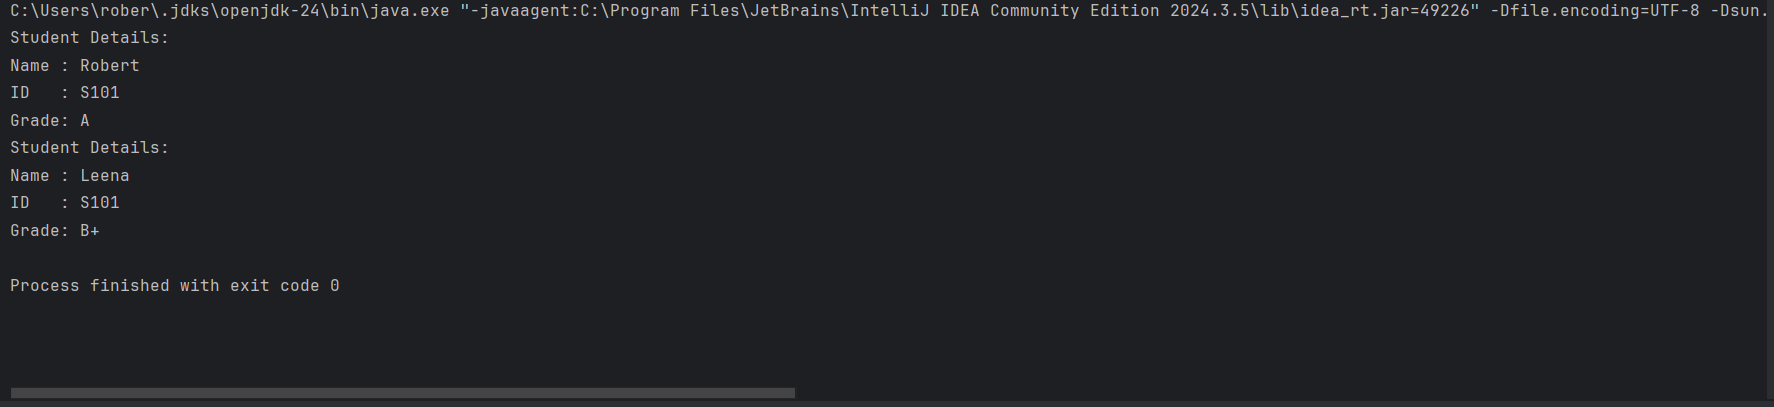 C:\Users\rober\.jdks\openjdk-24\bin\java.exe "-javaagent:C:\Program Files\JetBrains\IntelliJ IDEA Community Edition 2024.3.5\lib\idea_rt.jar=49226" -Dfile.encoding=UTF-8 -Dsun.
Student Details:
Name : Robert
ID   : S101
Grade: A
Student Details:
Name : Leena
ID   : S101
Grade: B+
Process finished with exit code 0